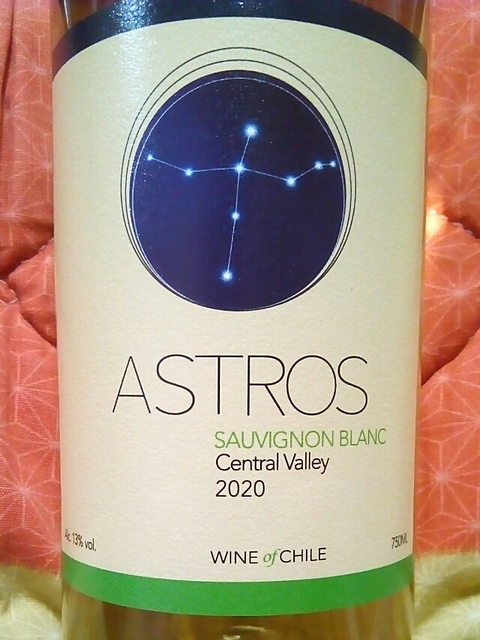 ASTROS
SAUVIGNON BLANC
Central Valley
2020
Alc. 13% vol.
750ML
WINE of CHILE